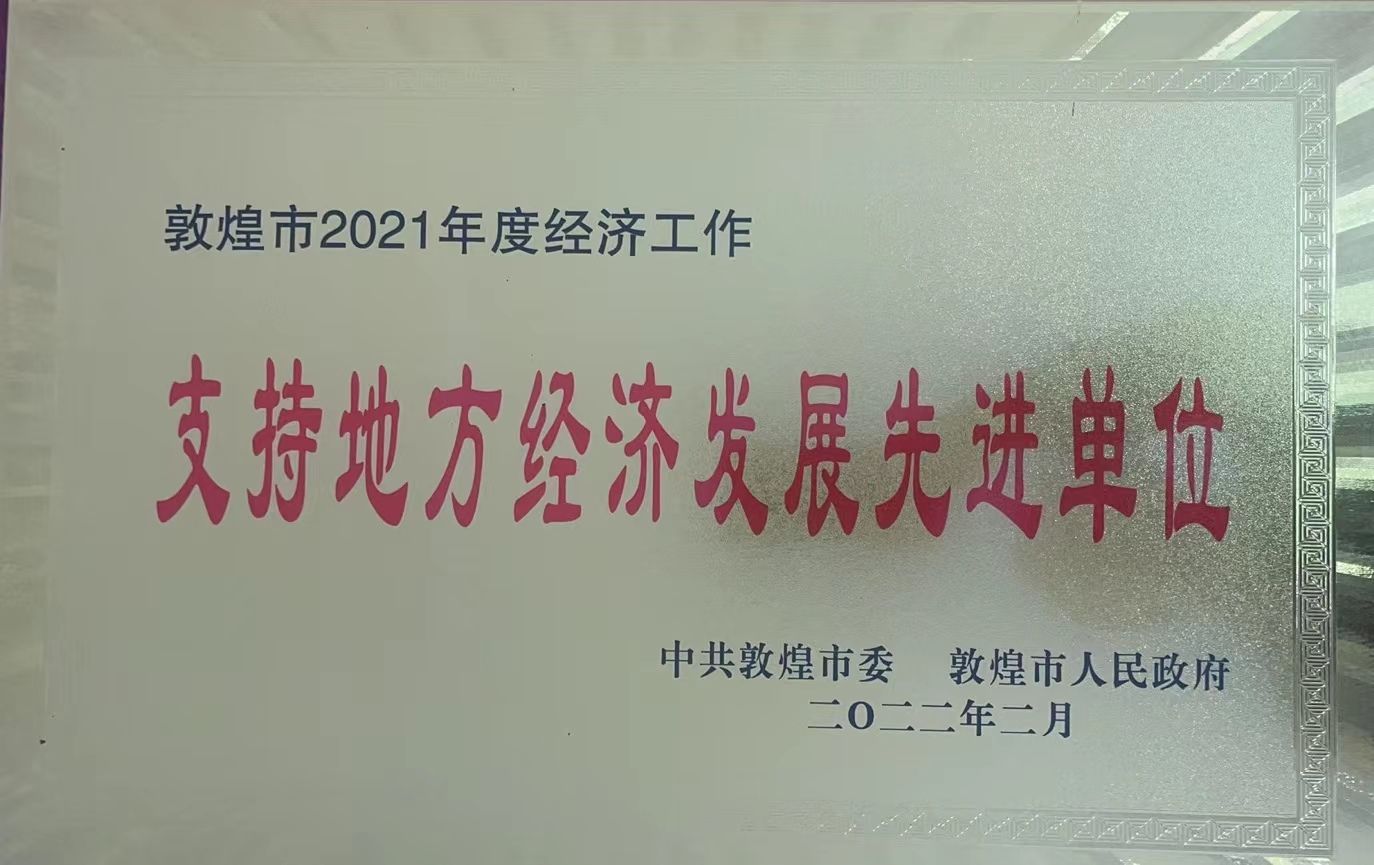 敦煌市2021年度经济工作
支持地方经济发展先进单位
中共敦煌市委 敦煌市人民政府
二〇二二年二月